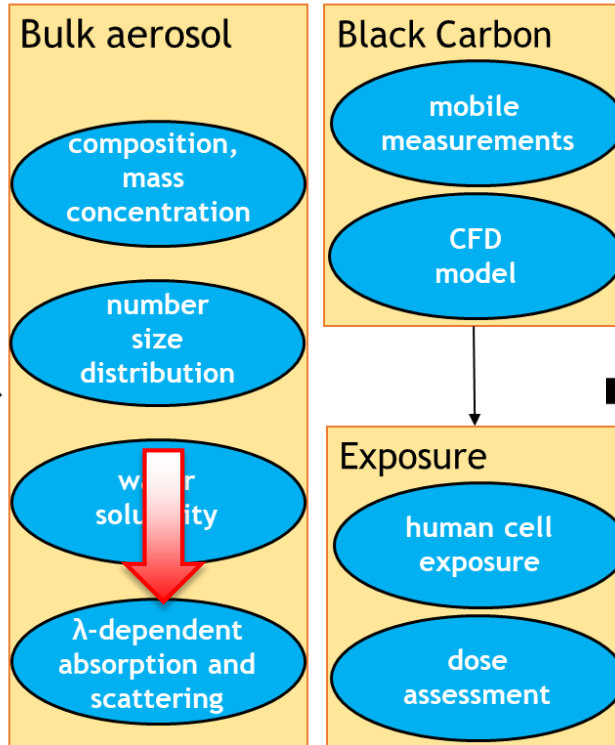 Bulk aerosol
composition,
mass
concentration
number
size
distribution
λ-dependent
absorption and
scattering
Black Carbon
mobile
measurements
CFD
model
Exposure
human cell
exposure
dose
assessment